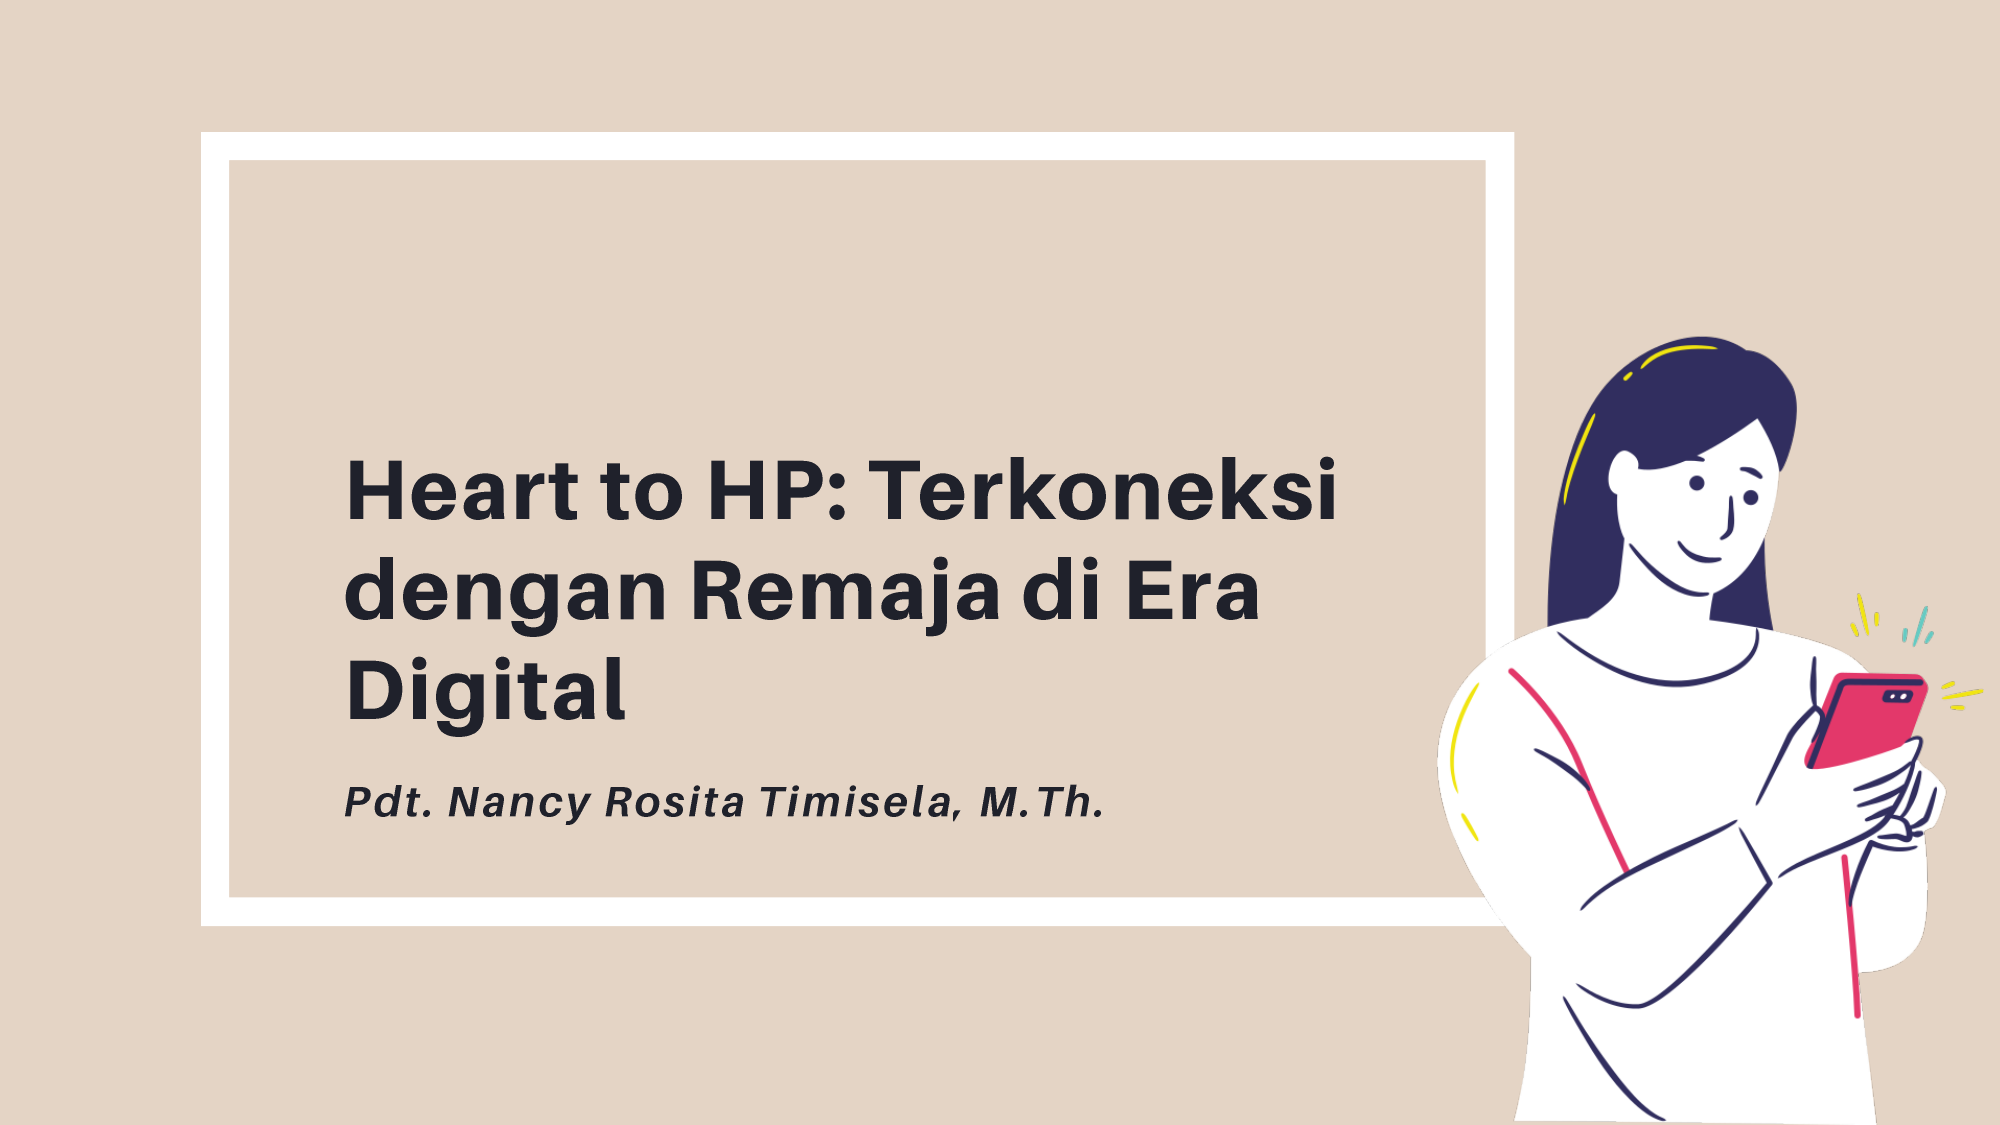 Heart to HP: Terkoneksi
dengan Remaja di Era
Digital
Pdt. Nancy Rosita Timisela, M.Th.